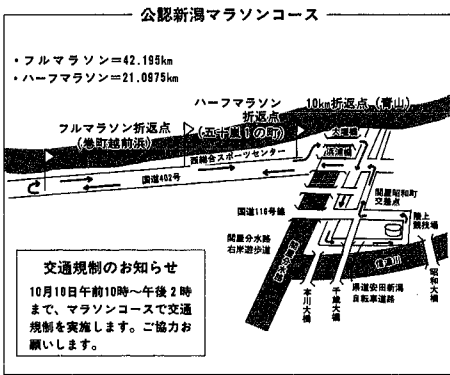 公認新潟マラソンコース
・フルマラソン=42.195km
・ハーフマラソン=21.0975km
ハーフマラソン
折返点
(五十嵐1の町)
10km折返点(青山)
フルマラソン折返点
(巻町越前浜)
西総合スポーツセンター
国道402号
浜浦橋
関屋昭和町
交差点
国道116号線
陸上
競技場
関屋分水路
右岸遊歩道
信濃川
本川大橋
千歳大橋
県道安田新潟
自転車道路
昭和大橋
交通規制のお知らせ
10月10日午前10時〜午後2時
まで、マラソンコースで交通
規制を実施します。ご協力お
願いします。